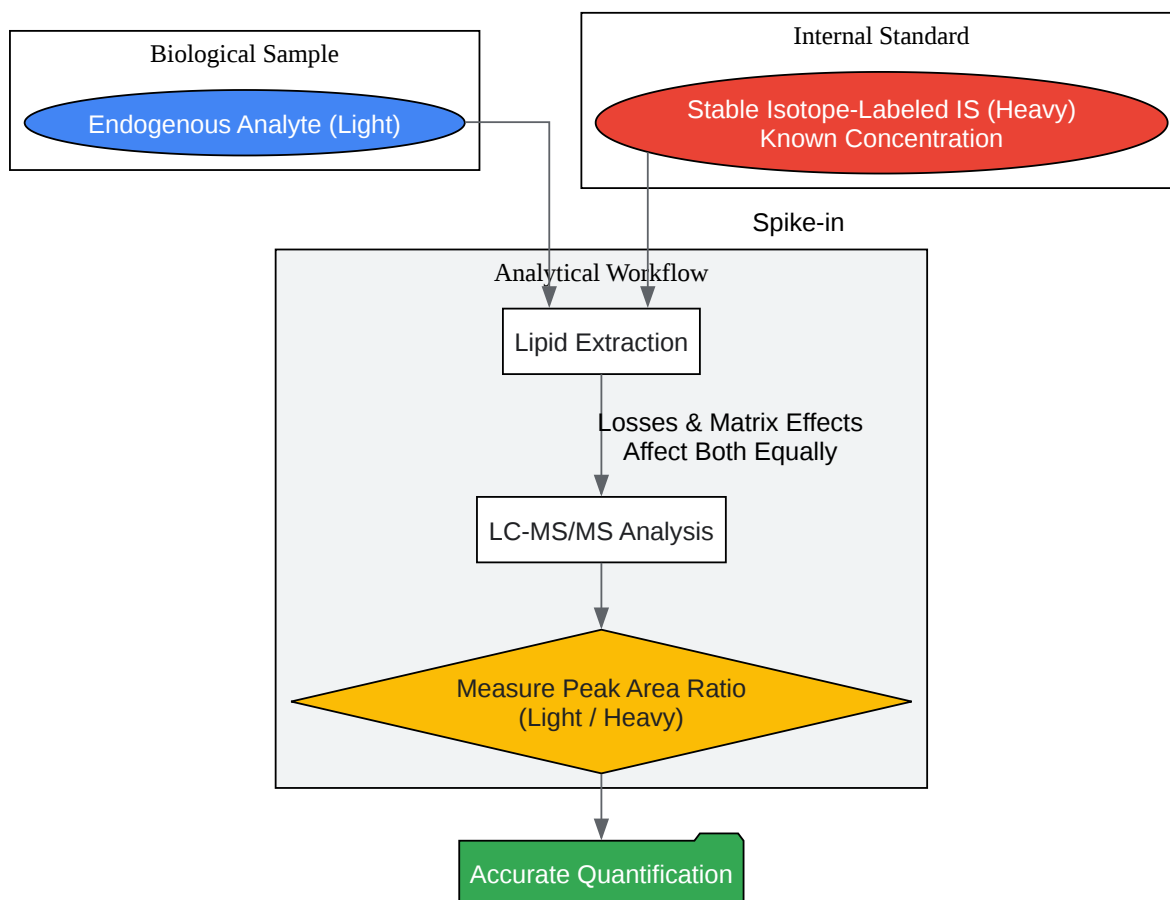 Biological Sample
Endogenous Analyte (Light)
Internal Standard
Stable Isotope-Labeled IS (Heavy)
Known Concentration
Spike-in
Analytical Workflow
Lipid Extraction
Losses & Matrix Effects
Affect Both Equally
LC-MS/MS Analysis
Measure Peak Area Ratio
(Light / Heavy)
Accurate Quantification